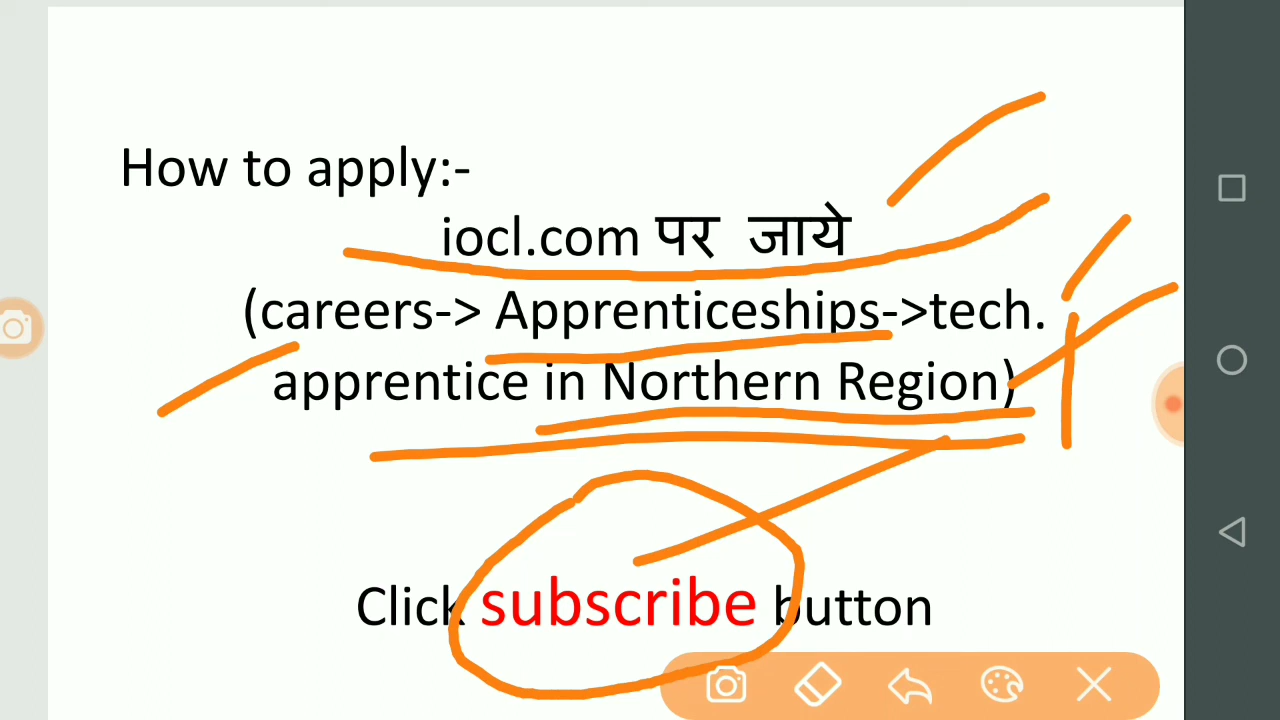 How to apply:-
iocl.com पर जाये
(careers-> Apprenticeships->tech.
apprentice in Northern Region)
Click subscribe button